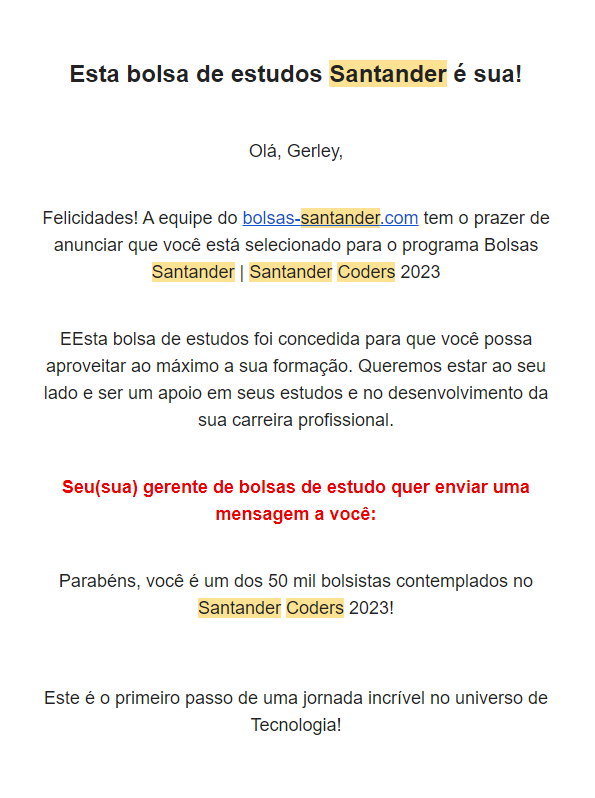 Esta bolsa de estudos Santander é sua!
Olá, Gerley,
Felicidades! A equipe do bolsas-santander.com tem o prazer de
anunciar que você está selecionado para o programa Bolsas
Santander | Santander Coders 2023
EEsta bolsa de estudos foi concedida para que você possa
aproveitar ao máximo a sua formação. Queremos estar ao seu
lado e ser um apoio em seus estudos e no desenvolvimento da
sua carreira profissional.
Seu(sua) gerente de bolsas de estudo quer enviar uma
mensagem a você:
Parabéns, você é um dos 50 mil bolsistas contemplados no
Santander Coders 2023!
Este é o primeiro passo de uma jornada incrível no universo de
Tecnologia!